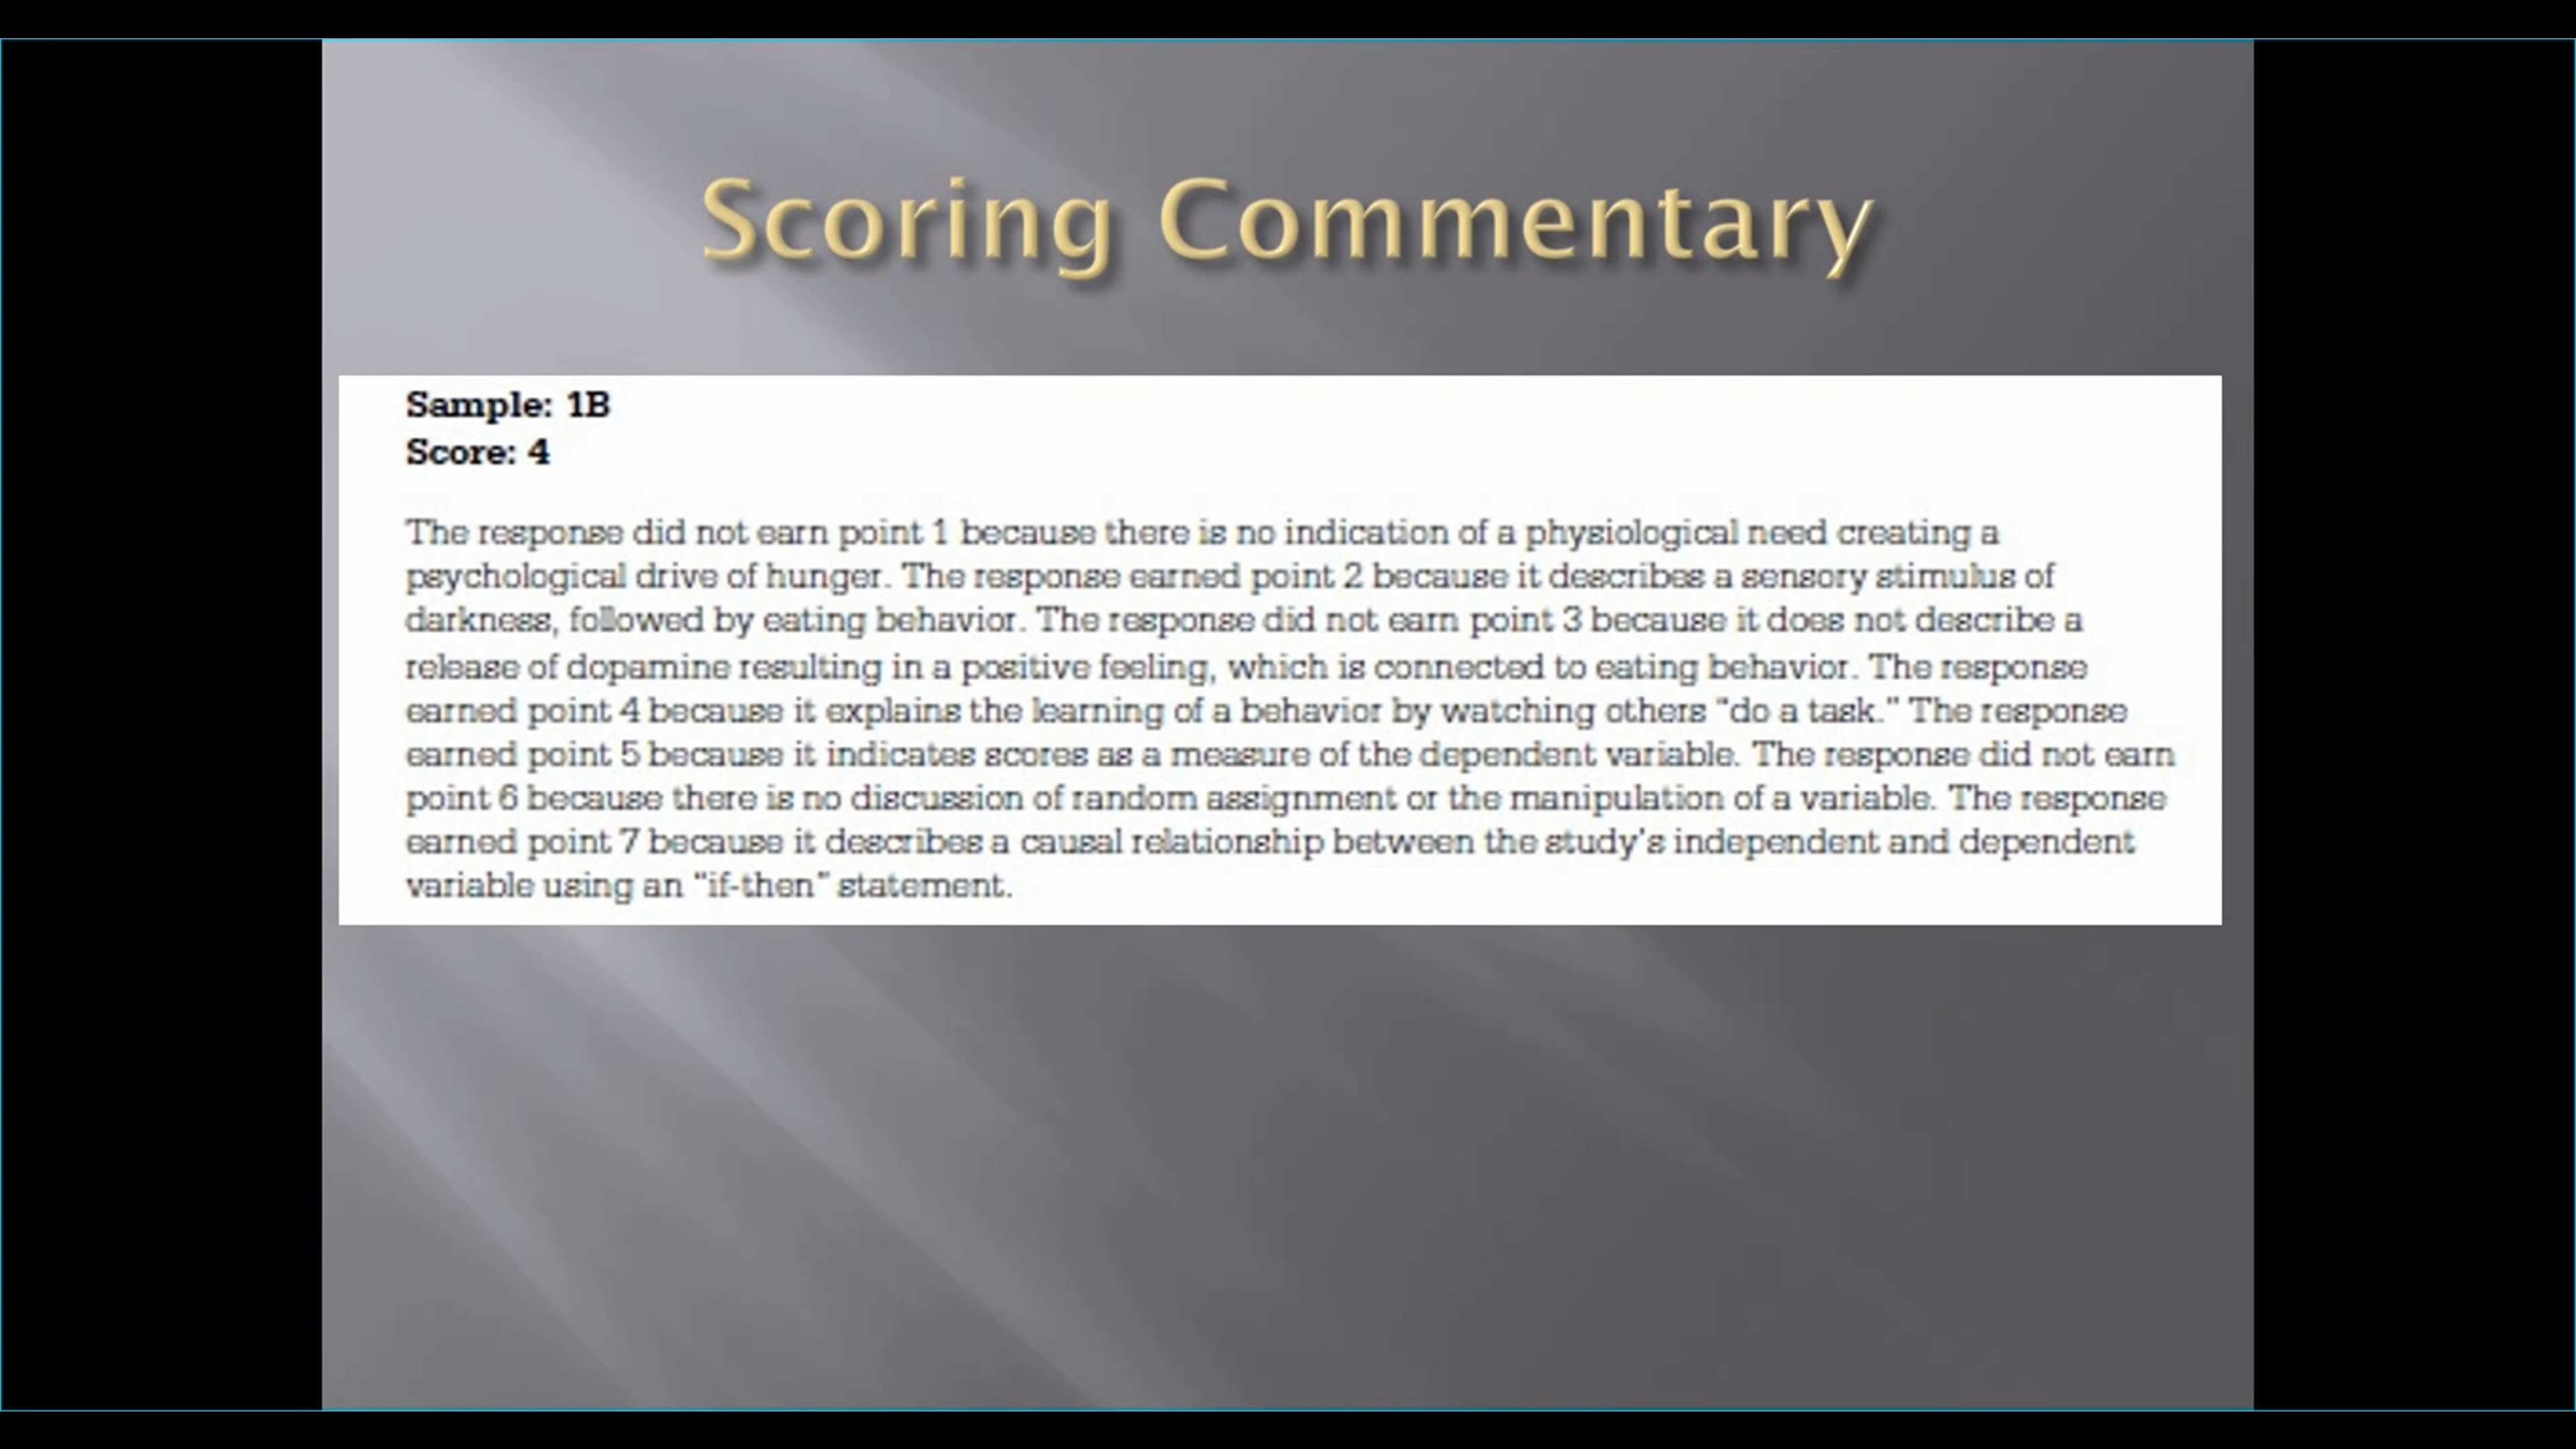 Scoring Commentary
Sample: 1B
Score: 4
The response did not earn point 1 because there is no indication of a physiological need creating a
psychological drive of hunger. The response earned point 2 because it describes a sensory stimulus of
darkness, followed by eating behavior. The response did not earn point 3 because it does not describe a
release of dopamine resulting in a positive feeling, which is connected to eating behavior. The response
earned point 4 because it explains the learning of a behavior by watching others "do a task." The response
earned point 5 because it indicates scores as a measure of the dependent variable. The response did not earn
point 6 because there is no discussion of random assignment or the manipulation of a variable. The response
earned point 7 because it describes a causal relationship between the study's independent and dependent
variable using an "if-then" statement.